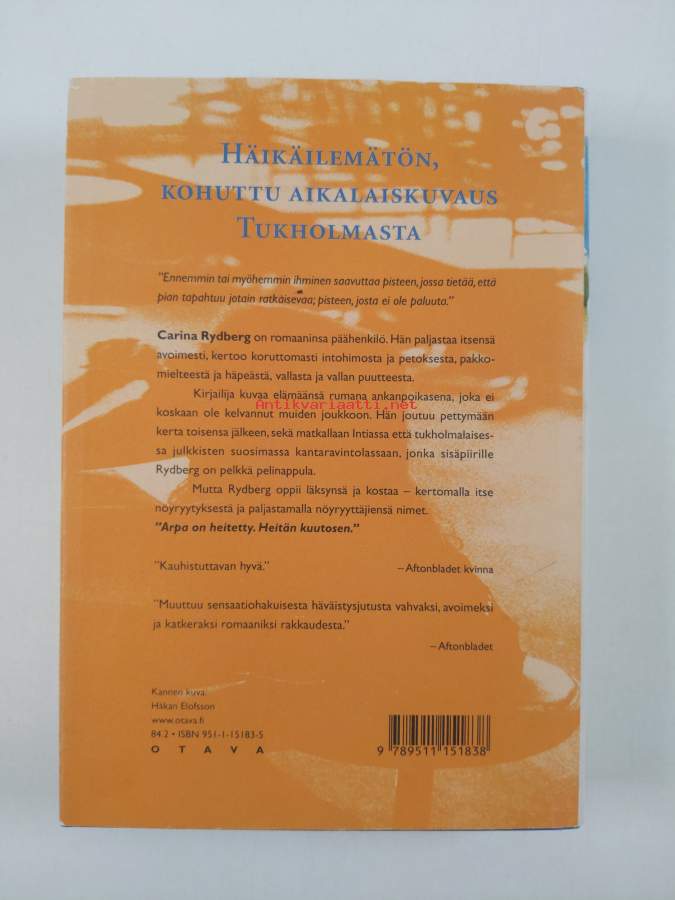 HÄIKÄILEMÄTÖN,
KOHUTTU AIKALAISKUVAUS
TUKHOLMASTA
"Ennemmin tai myöhemmin ihminen saavuttaa pisteen, jossa tietää, että
pian tapahtuu jotain ratkaisevaa; pisteen, josta ei ole paluuta."
Carina Rydberg on romaaninsa päähenkilö. Hän paljastaa itsensä
avoimesti, kertoo koruttomasti intohimosta ja petoksesta, pakko-
mielteestä ja häpeästä, vallasta ja vallan puutteesta.
Kirjailija kuvaa elämäänsä rumana ankanpoikasena, joka ei
Antikvariaatti.net
koskaan ole kelvannut muiden joukkoon. Hän joutuu pettymään
kerta toisensa jälkeen, sekä matkallaan Intiassa että tukholmalaises-
sa julkkisten suosimassa kantaravintolassaan, jonka sisäpiirille
Rydberg on pelkkä pelinappula.
Mutta Rydberg oppii läksynsä ja kostaa – kertomalla itse
nöyryytyksestä ja paljastamalla nöyryyttäjiensä nimet.
"Arpa on heitetty. Heitän kuutosen."
"Kauhistuttavan hyvä." – Aftonbladet kvinna
"Muuttuu sensaatiohakuisesta häväistysjutusta vahvaksi, avoimeksi
ja katkeraksi romaaniksi rakkaudesta."
– Aftonbladet
Kannen kuva:
Håkan Elofsson
www.otava.fi
84.2 • ISBN 951-1-15183-5
OTAVA
9 789511 151838